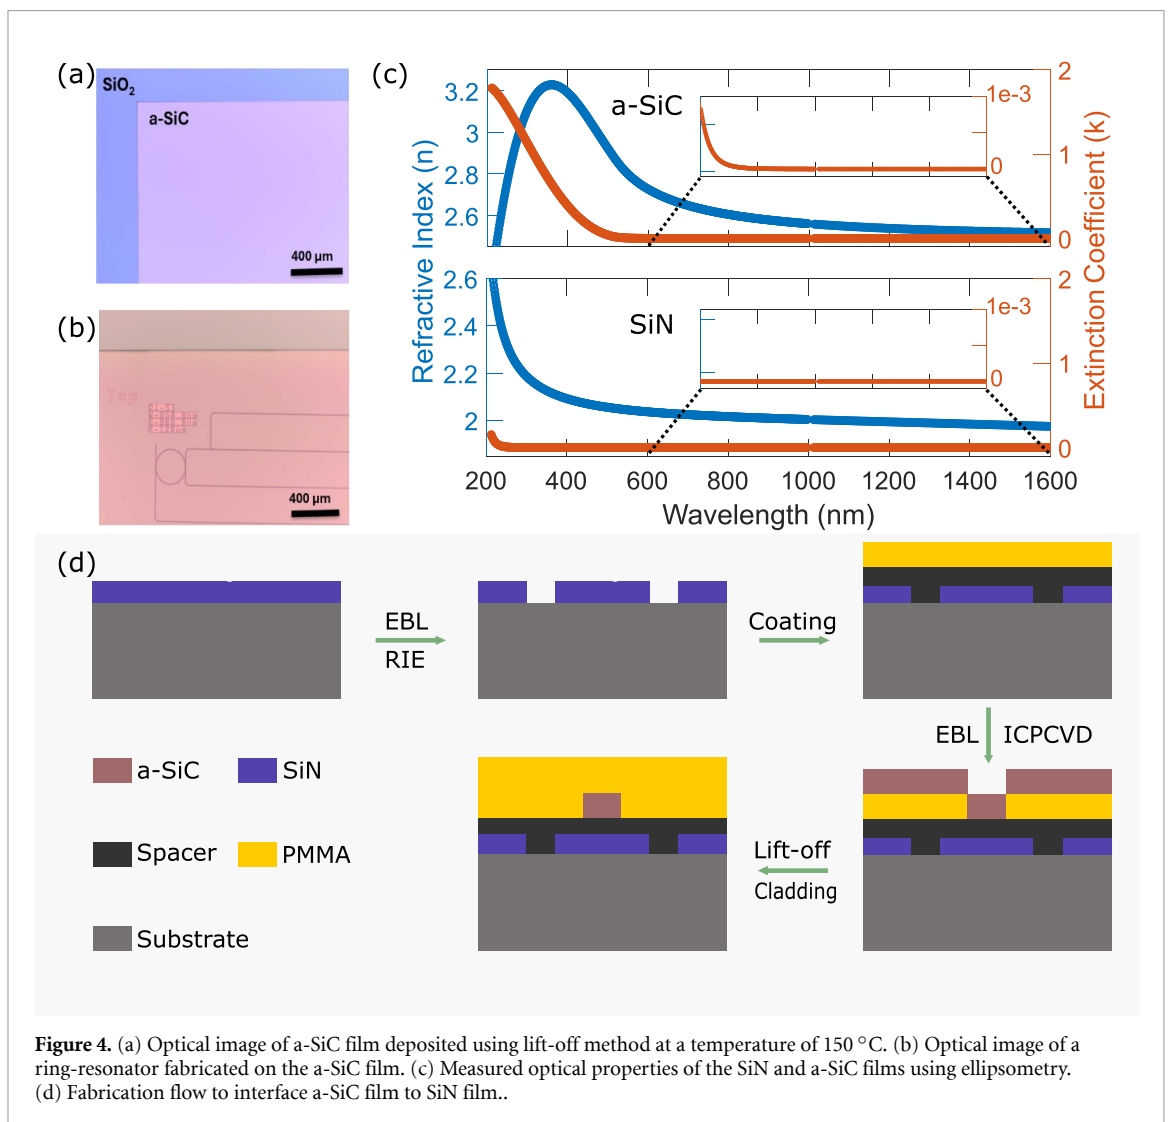 (a)
SiO2
a-SiC
400 µm
(b)
Tap
400 µm
(c)
3.2
3
2.8
2.6
a-SiC
1e-3
0
2
1
0
2.6
2.4
2.2
2
SiN
1e-3
0
2
1
0
Refractive Index (n)
Extinction Coefficient (k)
200 400 600 800 1000 1200 1400 1600
Wavelength (nm)
(d)
EBL
RIE
Coating
EBL ICPCVD
a-SiC SiN
Spacer PMMA
Substrate
Lift-off
Cladding
Figure 4. (a) Optical image of a-SiC film deposited using lift-off method at a temperature of 150 °C. (b) Optical image of a
ring-resonator fabricated on the a-SiC film. (c) Measured optical properties of the SiN and a-SiC films using ellipsometry.
(d) Fabrication flow to interface a-SiC film to SiN film..